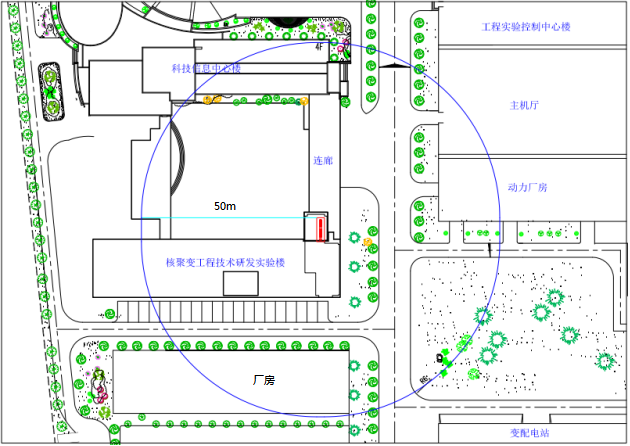 工程实验控制中心楼
4F
科技信息中心楼
主机厅
连廊
动力厂房
50m
核聚变工程技术研发实验楼
厂房
变配电站